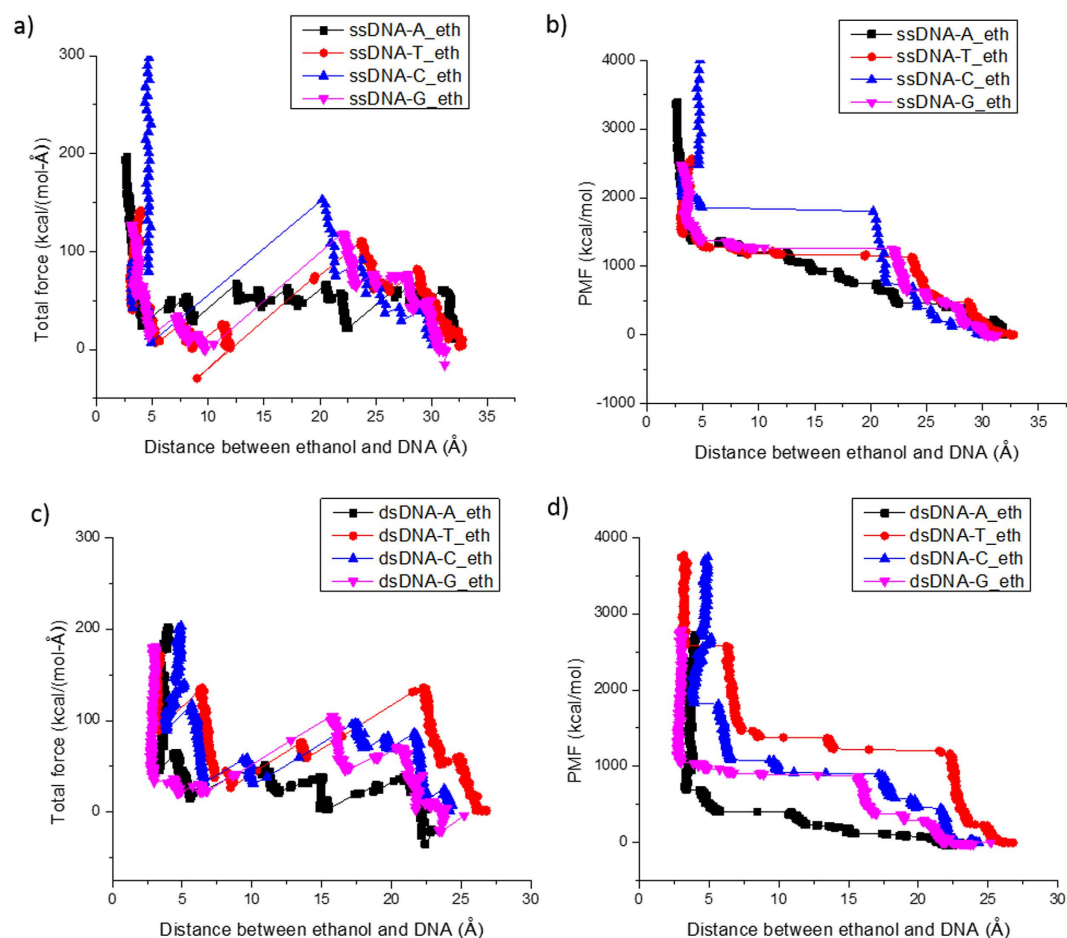 a)
ssDNA-A_eth
ssDNA-T_eth
ssDNA-C_eth
ssDNA-G_eth
300
200
100
0
Total force (kcal/(mol-Å))
0 5 10 15 20 25 30 35
Distance between ethanol and DNA (Å)
b)
ssDNA-A_eth
ssDNA-T_eth
ssDNA-C_eth
ssDNA-G_eth
4000
3000
2000
1000
0
-1000
PMF (kcal/mol)
0 5 10 15 20 25 30 35
Distance between ethanol and DNA (Å)
c)
dsDNA-A_eth
dsDNA-T_eth
dsDNA-C_eth
dsDNA-G_eth
300
200
100
0
Total force (kcal/(mol-Å))
0 5 10 15 20 25 30
Distance between ethanol and DNA (Å)
d)
dsDNA-A_eth
dsDNA-T_eth
dsDNA-C_eth
dsDNA-G_eth
4000
3000
2000
1000
0
PMF (kcal/mol)
0 5 10 15 20 25 30
Distance between ethanol and DNA (Å)